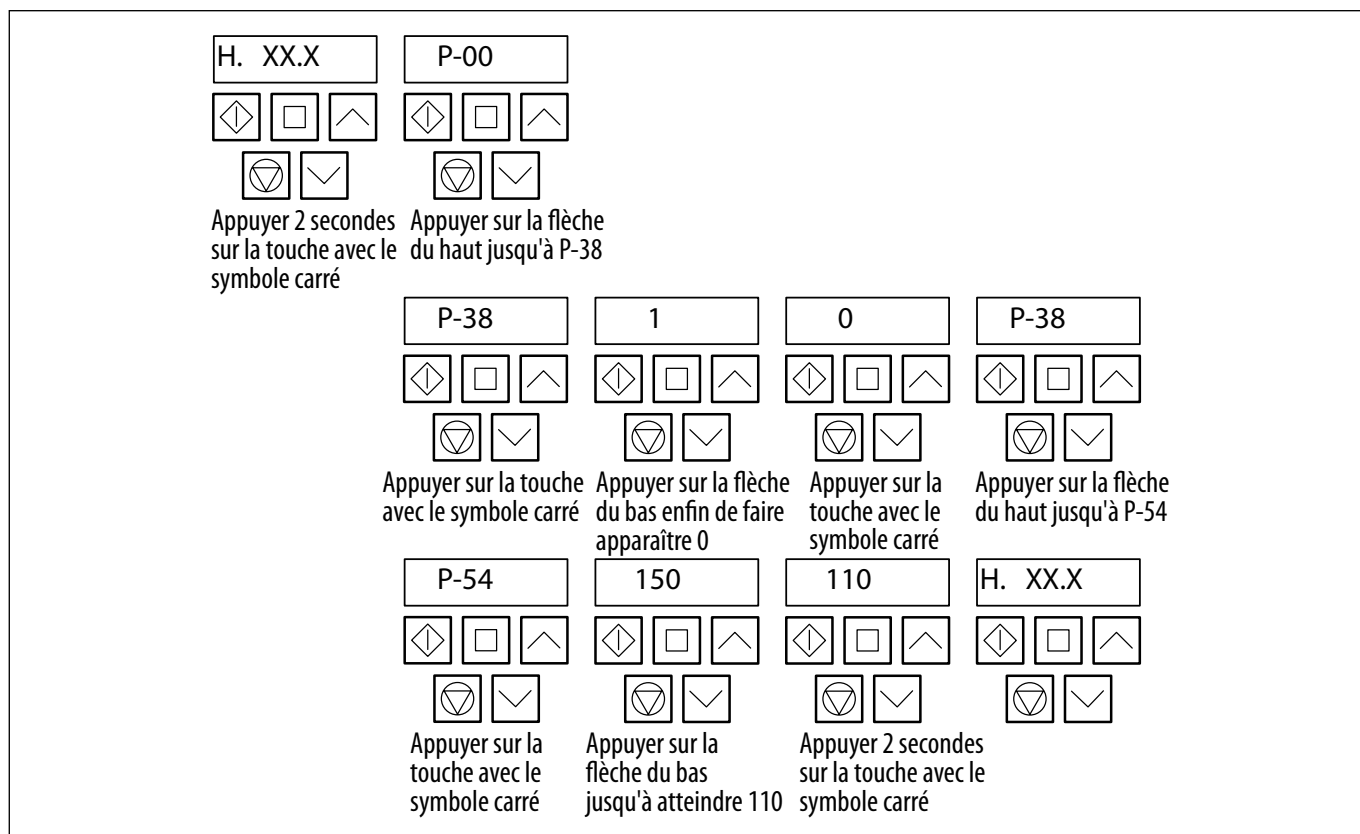 H. XX.X
P-00
Appuyer 2 secondes
sur la touche avec le
symbole carré
Appuyer sur la flèche
du haut jusqu'à P-38
P-38
1
0
P-38
Appuyer sur la touche
avec le symbole carré
Appuyer sur la flèche
du bas enfin de faire
apparaître 0
Appuyer sur la
touche avec le
symbole carré
Appuyer sur la flèche
du haut jusqu'à P-54
P-54
150
110
H. XX.X
Appuyer sur la
touche avec le
symbole carré
Appuyer sur la
flèche du bas
jusqu'à atteindre 110
Appuyer 2 secondes
sur la touche avec le
symbole carré